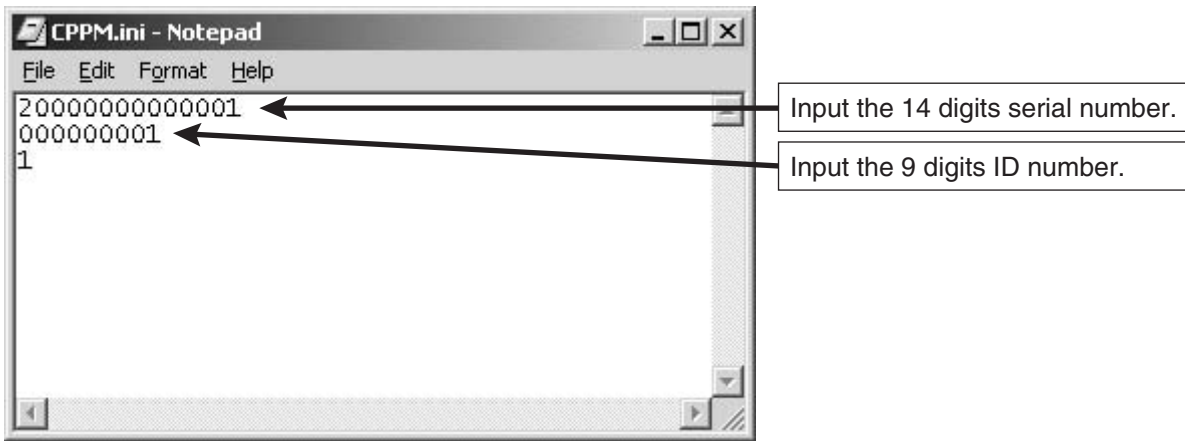 CPPM.ini - Notepad
File Edit Format Help
20000000000001
000000001
1
Input the 14 digits serial number.
Input the 9 digits ID number.